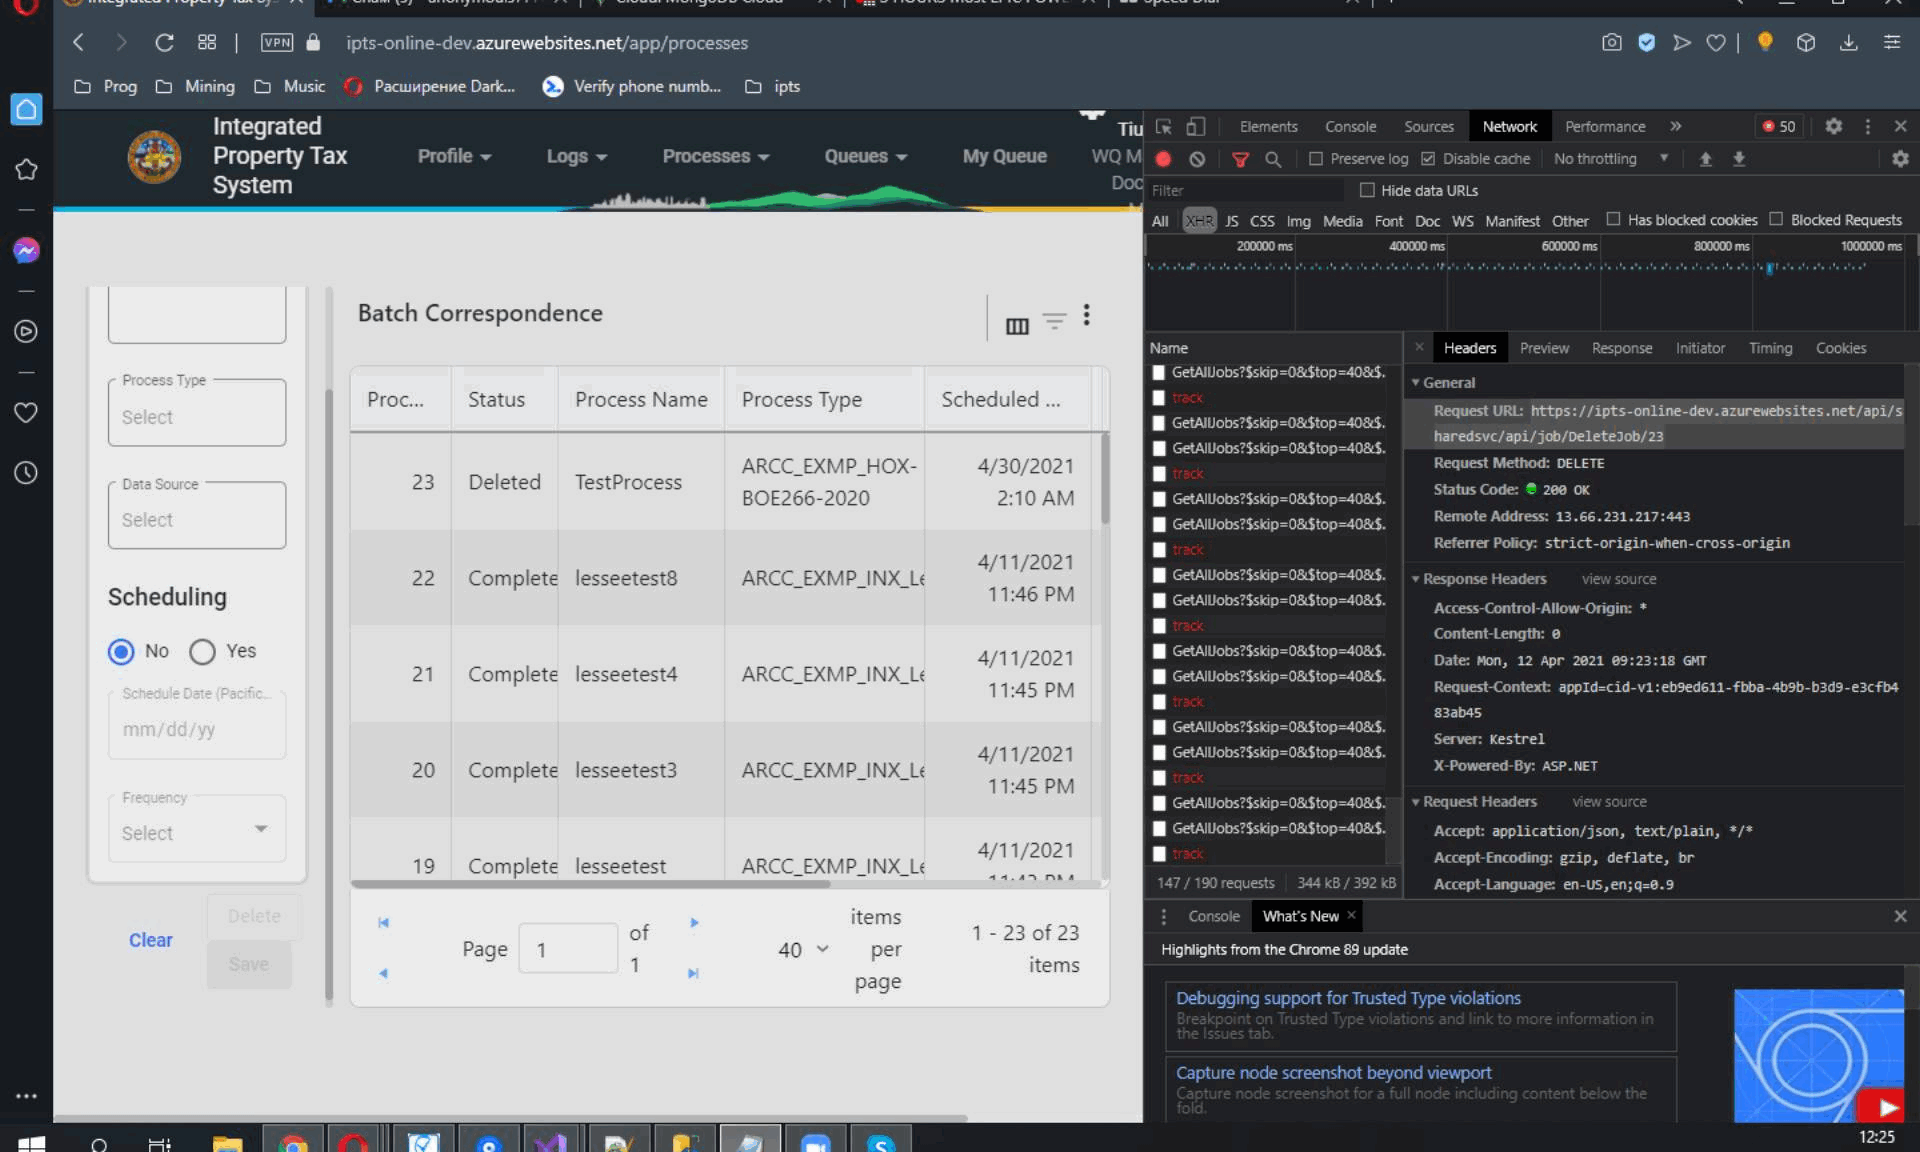 Integrated Property Tax Sy
VPN
ipts-online-dev.azurewebsites.net/app/processes
Prog
Mining
Music
Расширение Dark...
Verify phone numb...
ipts
Integrated
Property Tax
System
Profile
Logs
Processes
Queues
My Queue
Tiu
WQ M
Doc
Process Type
Select
Data Source
Select
Scheduling
No
Yes
Schedule Date (Pacific...
mm/dd/yy
Frequency
Select
Clear
Delete
Save
Batch Correspondence
Proc...
Status
Process Name
Process Type
Scheduled ...
23
Deleted
TestProcess
ARCC_EXMP_HOX-
BOE266-2020
4/30/2021
2:10 AM
22
Complete
lesseetest8
ARCC_EXMP_INX_Le
4/11/2021
11:46 PM
21
Complete
lesseetest4
ARCC_EXMP_INX_Le
4/11/2021
11:45 PM
20
Complete
lesseetest3
ARCC_EXMP_INX_Le
4/11/2021
11:45 PM
19
Complete
lesseetest
ARCC_EXMP_INX_Le
4/11/2021
Page
1
of
1
40
items
per
page
1 - 23 of 23
items
Elements
Console
Sources
Network
Performance
50
Preserve log
Disable cache
No throttling
Filter
Hide data URLs
All
XHR
JS
CSS
Img
Media
Font
Doc
WS
Manifest
Other
Has blocked cookies
Blocked Requests
200000 ms
400000 ms
600000 ms
800000 ms
1000000 ms
Name
GetAllJobs?$skip=0&$top=40&$.
track
GetAllJobs?$skip=0&$top=40&$.
GetAllJobs?$skip=0&$top=40&$.
track
GetAllJobs?$skip=0&$top=40&$.
GetAllJobs?$skip=0&$top=40&$.
track
GetAllJobs?$skip=0&$top=40&$.
GetAllJobs?$skip=0&$top=40&$.
track
GetAllJobs?$skip=0&$top=40&$.
GetAllJobs?$skip=0&$top=40&$.
track
GetAllJobs?$skip=0&$top=40&$.
GetAllJobs?$skip=0&$top=40&$.
track
GetAllJobs?$skip=0&$top=40&$.
GetAllJobs?$skip=0&$top=40&$.
track
147 / 190 requests
344 kB / 392 kB
Headers
Preview
Response
Initiator
Timing
Cookies
General
Request URL: https://ipts-online-dev.azurewebsites.net/api/s
haredsvc/api/job/DeleteJob/23
Request Method: DELETE
Status Code: 200 OK
Remote Address: 13.66.231.217:443
Referrer Policy: strict-origin-when-cross-origin
Response Headers
view source
Access-Control-Allow-Origin: *
Content-Length: 0
Date: Mon, 12 Apr 2021 09:23:18 GMT
Request-Context: appId=cid-v1:eb9ed611-fbba-4b9b-b3d9-e3cfb4
83ab45
Server: Kestrel
X-Powered-By: ASP.NET
Request Headers
view source
Accept: application/json, text/plain, */*
Accept-Encoding: gzip, deflate, br
Accept-Language: en-US,en;q=0.9
Console
What's New
Highlights from the Chrome 89 update
Debugging support for Trusted Type violations
Breakpoint on Trusted Type violations and link to more information in
the Issues tab.
Capture node screenshot beyond viewport
Capture node screenshot for a full node including content below the
fold.
12:25